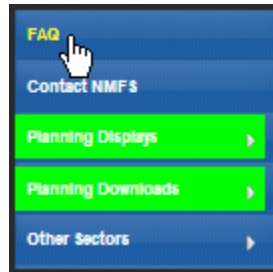 FAQ
Contact NMFS
Planning Displays
Planning Downloads
Other Sectors